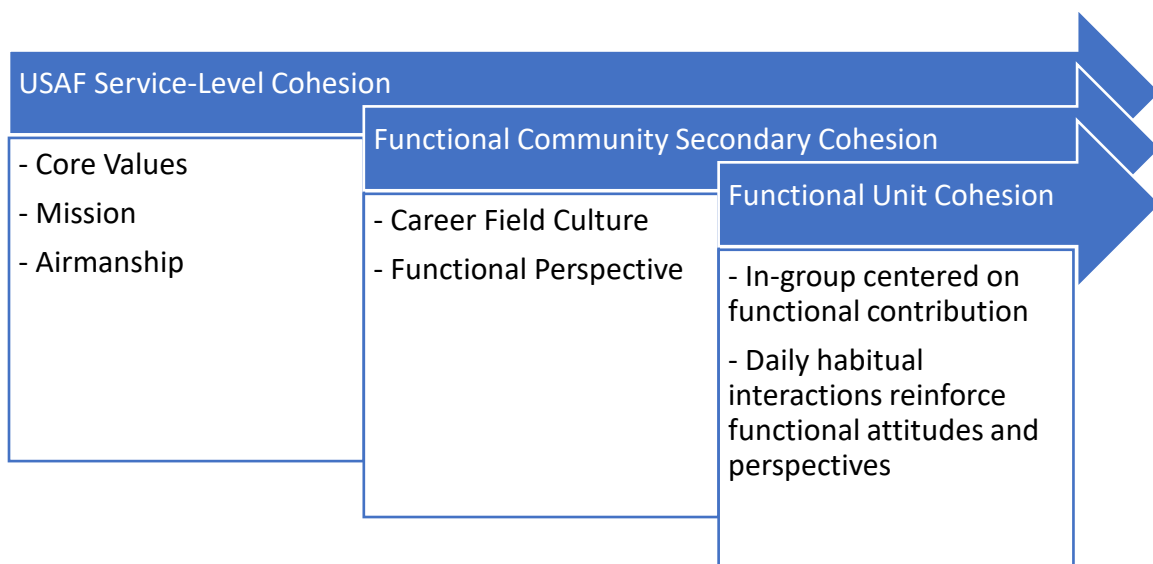 USAF Service-Level Cohesion
- Core Values
- Mission
- Airmanship
Functional Community Secondary Cohesion
- Career Field Culture
- Functional Perspective
Functional Unit Cohesion
- In-group centered on
functional contribution
- Daily habitual
interactions reinforce
functional attitudes and
perspectives